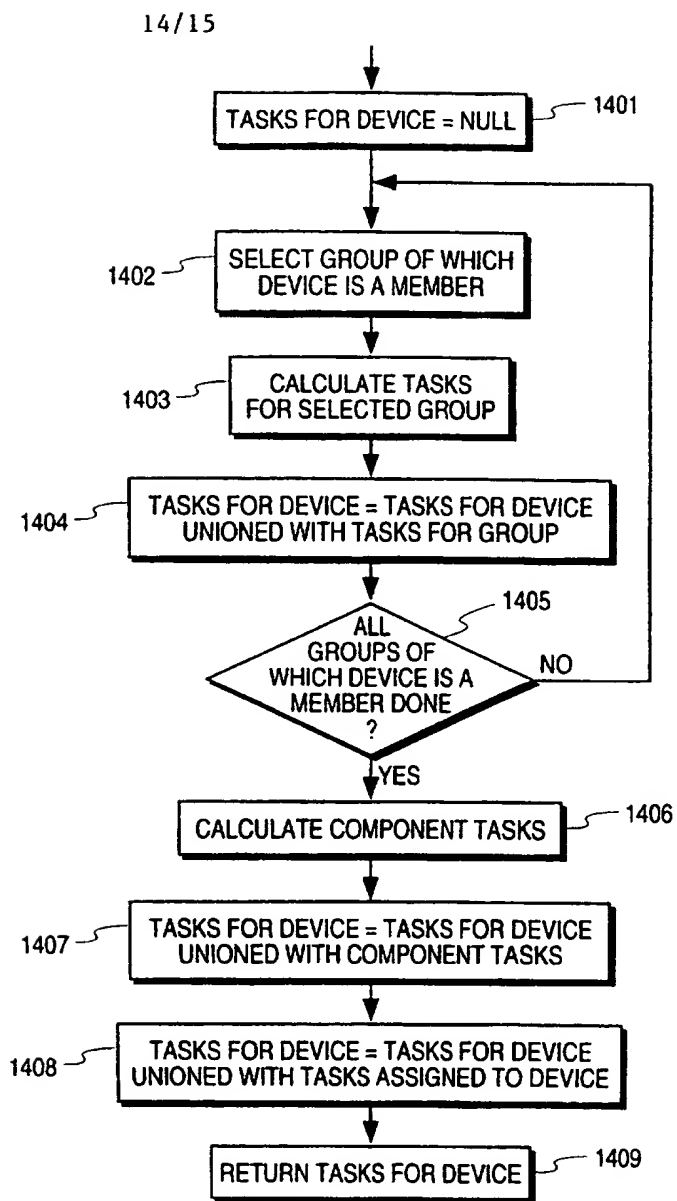 14/15
TASKS FOR DEVICE = NULL
1401
1402
SELECT GROUP OF WHICH
DEVICE IS A MEMBER
1403
CALCULATE TASKS
FOR SELECTED GROUP
1404
TASKS FOR DEVICE = TASKS FOR DEVICE
UNIONED WITH TASKS FOR GROUP
1405
ALL
GROUPS OF
WHICH DEVICE IS A
MEMBER DONE
?
NO
YES
CALCULATE COMPONENT TASKS
1406
1407
TASKS FOR DEVICE = TASKS FOR DEVICE
UNIONED WITH COMPONENT TASKS
1408
TASKS FOR DEVICE = TASKS FOR DEVICE
UNIONED WITH TASKS ASSIGNED TO DEVICE
RETURN TASKS FOR DEVICE
1409